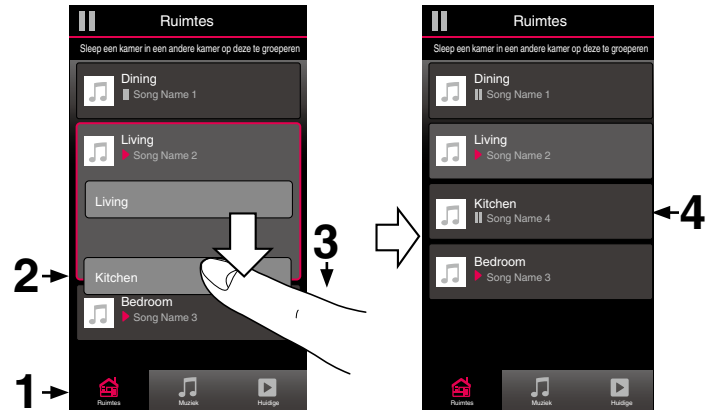 Ruimtes
Sleep een kamer in een andere kamer op deze te groeperen
Dining
Song Name 1
Living
Song Name 2
Living
Kitchen
Bedroom
Song Name 3
Ruimtes
Muziek
Huidige
1
2
3
Ruimtes
Sleep een kamer in een andere kamer op deze te groeperen
Dining
Song Name 1
Living
Song Name 2
Kitchen
Song Name 4
Bedroom
Song Name 3
Ruimtes
Muziek
Huidige
4